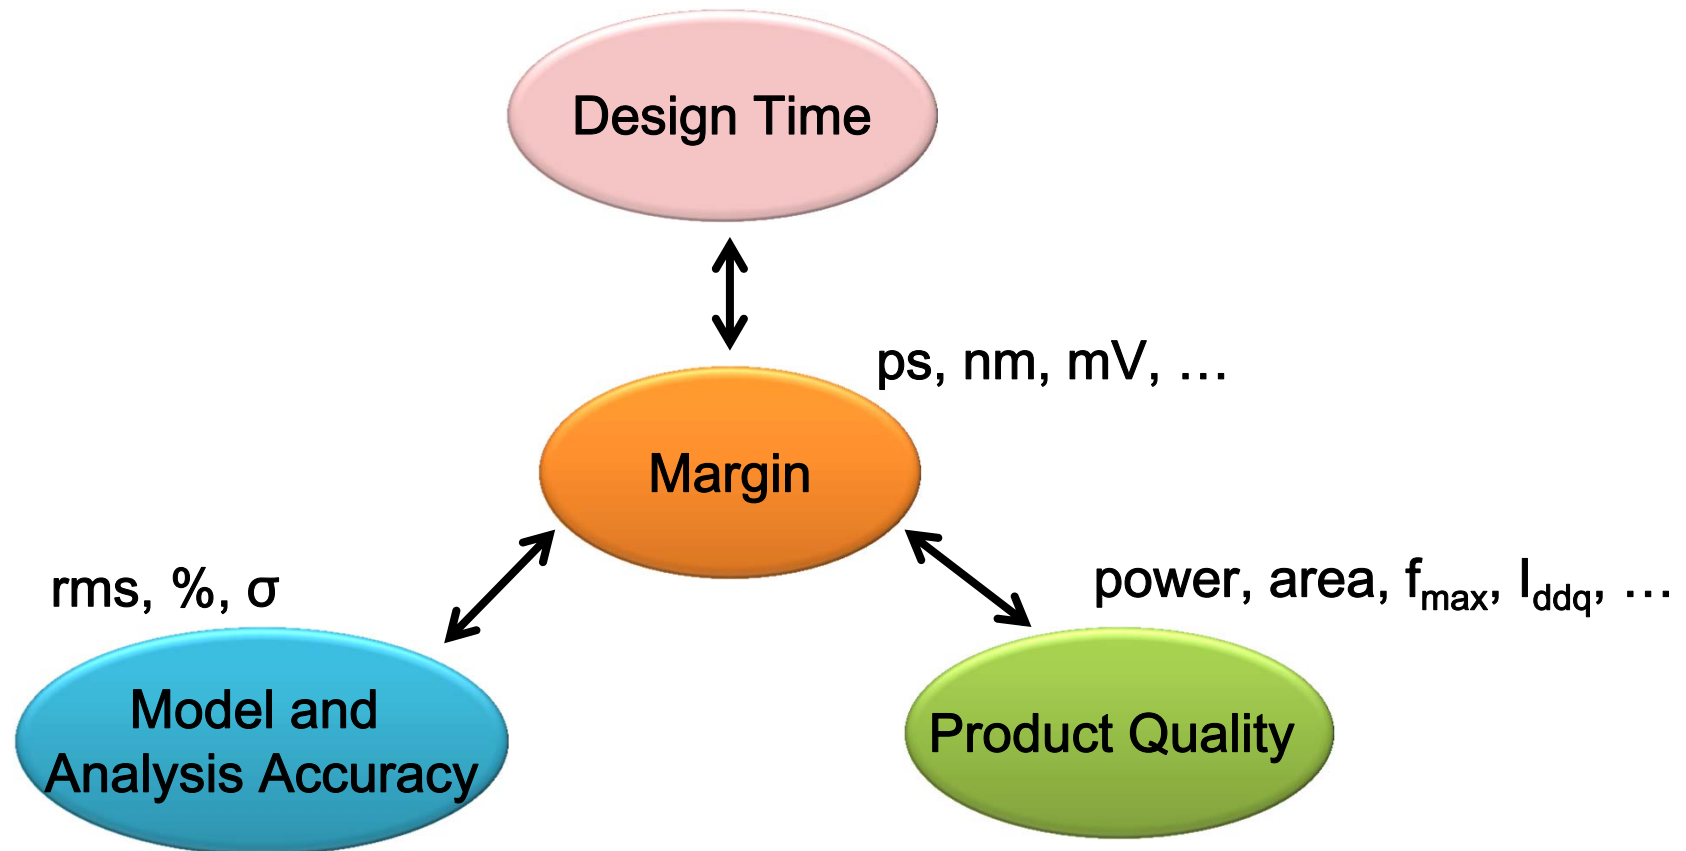 Design Time
ps, nm, mV, …
Margin
rms, %, σ
power, area, fmax, Iddq, …
Model and
Analysis Accuracy
Product Quality